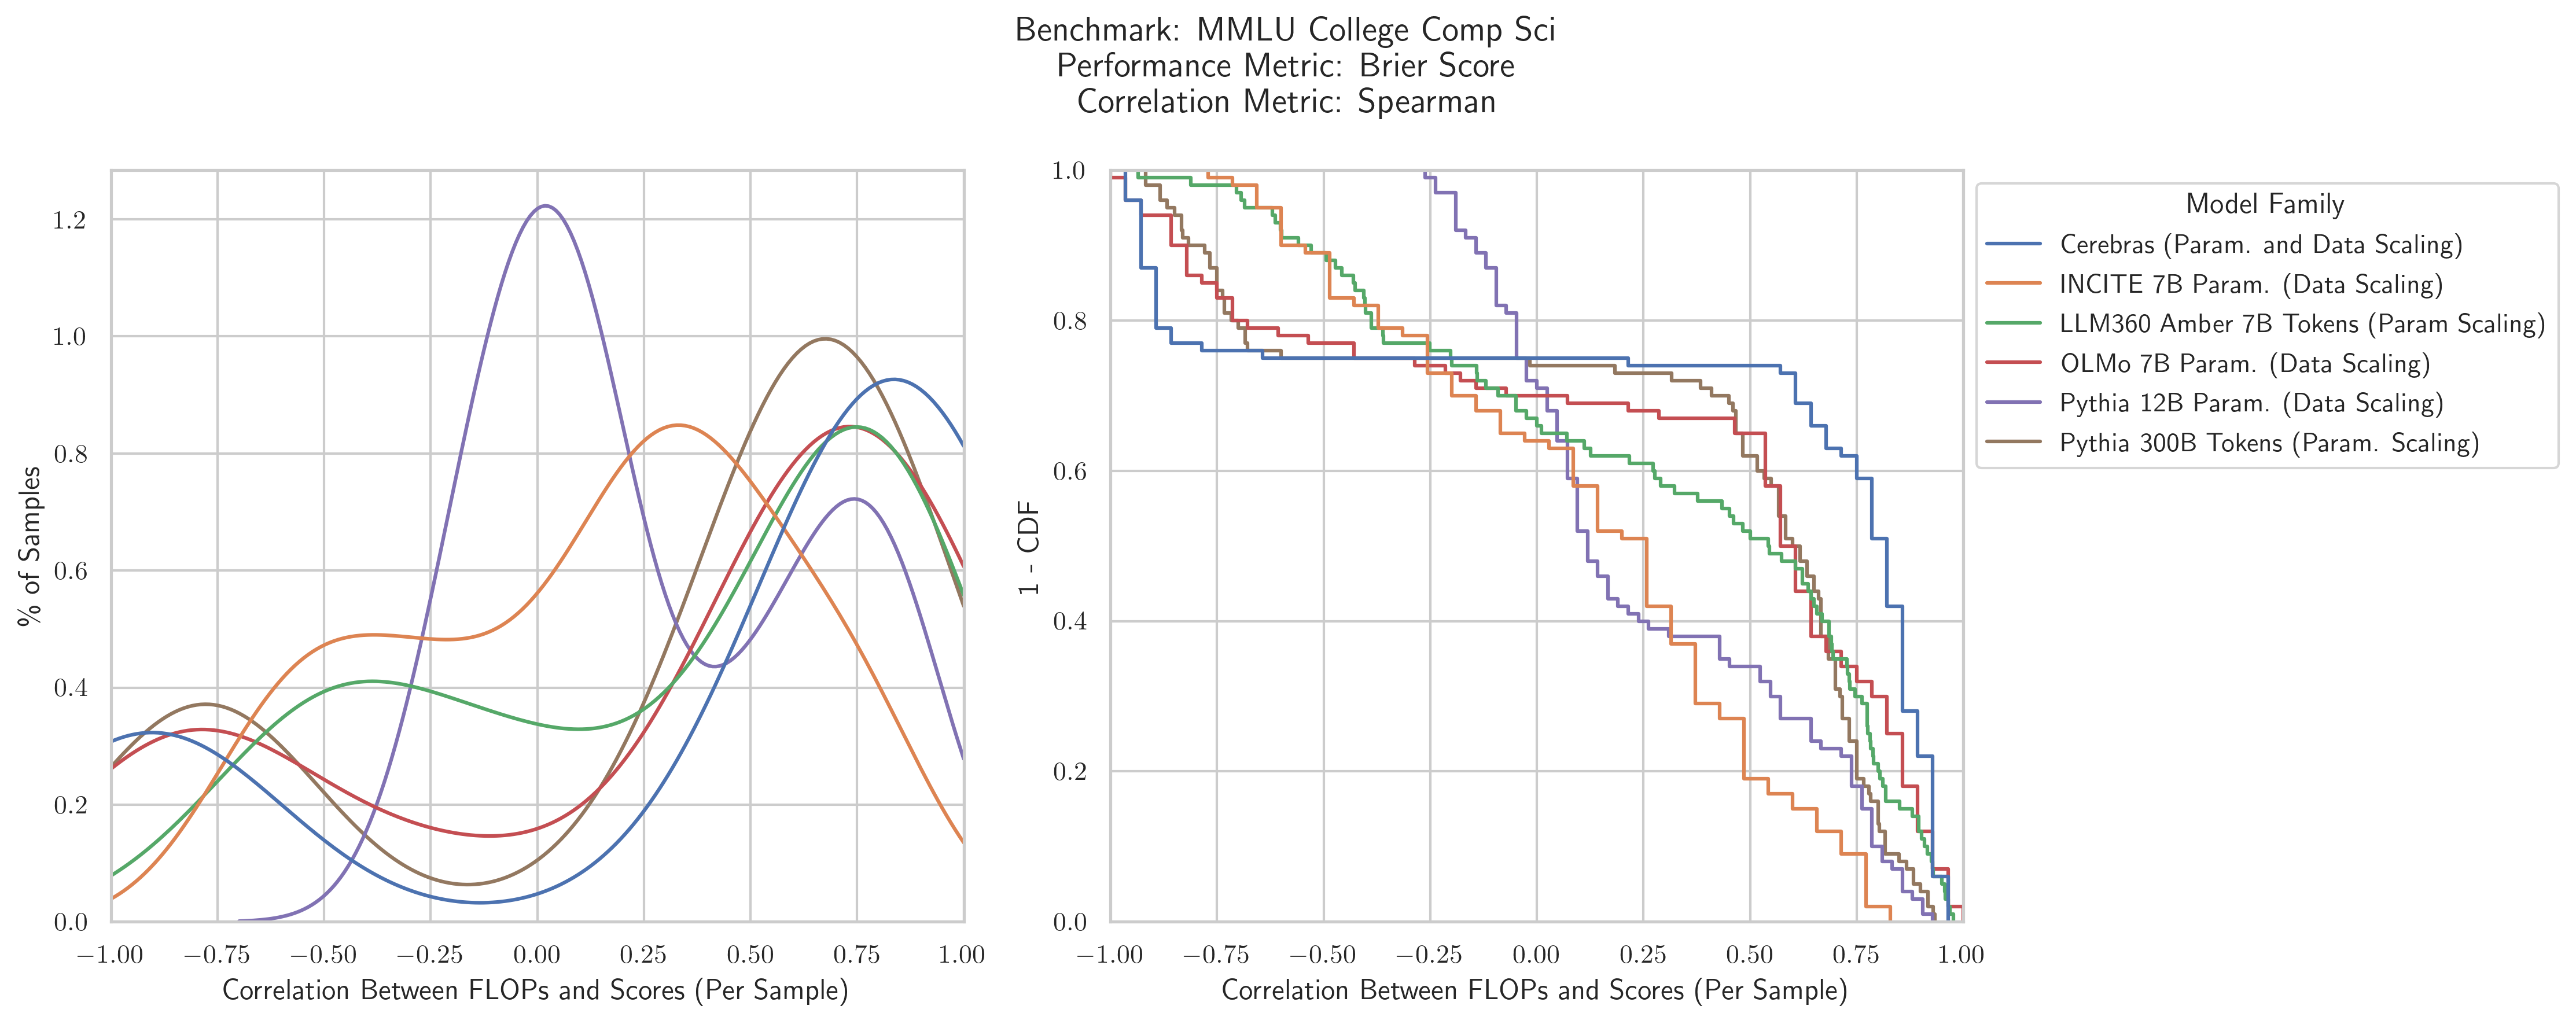 Benchmark: MMLU College Comp Sci
Performance Metric: Brier Score
Correlation Metric: Spearman
% of Samples
1.2
1.0
0.8
0.6
0.4
0.2
0.0
−1.00 −0.75 −0.50 −0.25 0.00 0.25 0.50 0.75 1.00
Correlation Between FLOPs and Scores (Per Sample)
1 - CDF
1.0
0.8
0.6
0.4
0.2
0.0
−1.00 −0.75 −0.50 −0.25 0.00 0.25 0.50 0.75 1.00
Correlation Between FLOPs and Scores (Per Sample)
Model Family
Cerebras (Param. and Data Scaling)
INCITE 7B Param. (Data Scaling)
LLM360 Amber 7B Tokens (Param Scaling)
OLMo 7B Param. (Data Scaling)
Pythia 12B Param. (Data Scaling)
Pythia 300B Tokens (Param. Scaling)